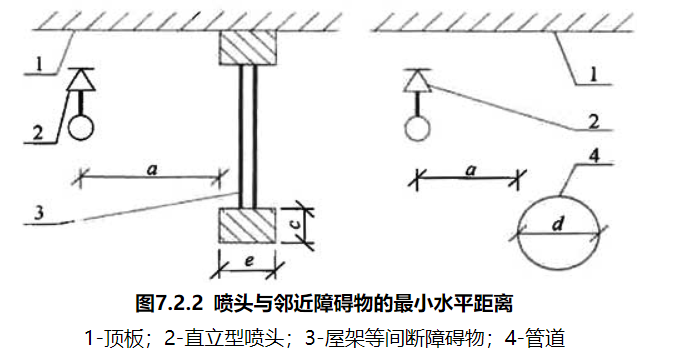 1
2
a
3
c
e
1
2
4
a
d
图7.2.2 喷头与邻近障碍物的最小水平距离
1-顶板；2-直立型喷头；3-屋架等间断障碍物；4-管道